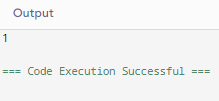 Output
1
=== Code Execution Successful ===